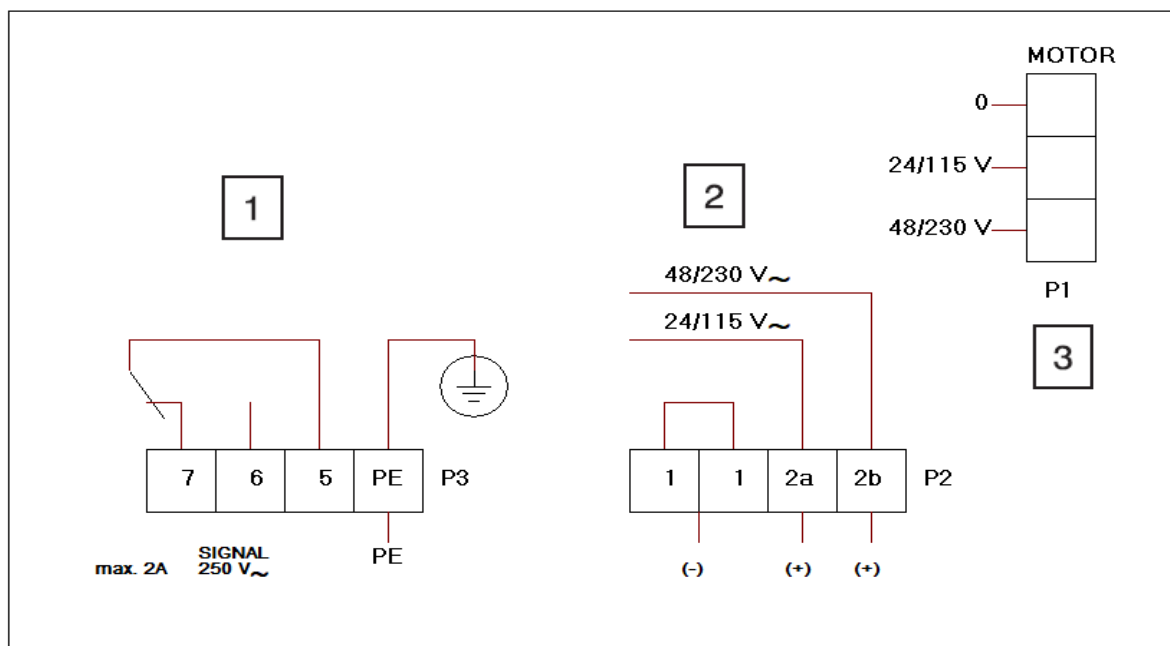 MOTOR
0
24/115 V
48/230 V
P1
3
1
2
48/230 V~
24/115 V~
7 6 5 PE P3
PE
SIGNAL
max. 2A 250 V~
1 1 2a 2b P2
(-) (+) (+)